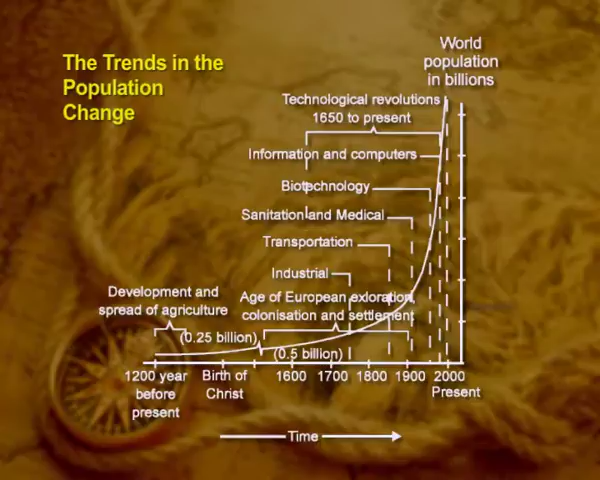 The Trends in the
Population
Change
World
population
in billions
Technological revolutions
1650 to present
Information and computers
Biotechnology
Sanitation and Medical
Transportation
Industrial
Development and
spread of agriculture
Age of European exloration,
colonisation and settlement
(0.25 billion)
(0.5 billion)
1200 year
before
present
Birth of
Christ
1600 1700 1800 1900 2000
Present
Time